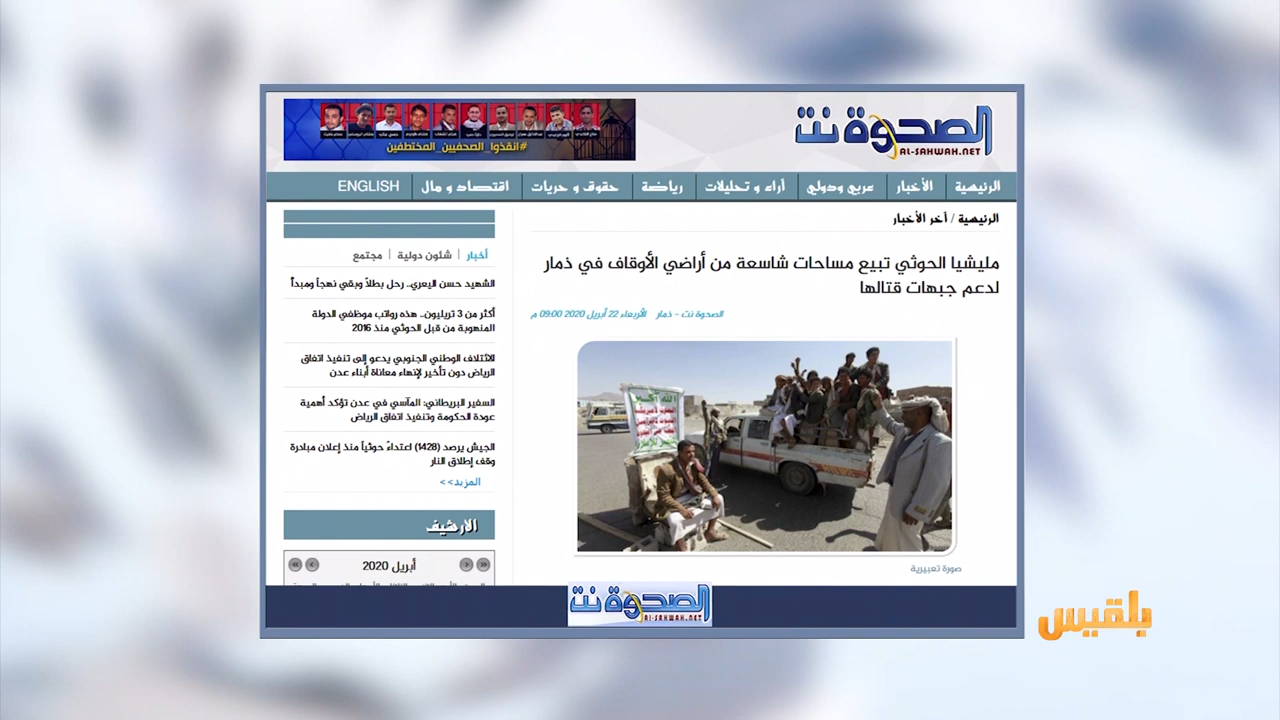 الصحوة نت
AL-SAHWAH.NET
#انقذوا_الصحفيين_المختطفين
الرئيسية
الأخبار
عربي ودولي
آراء و تحليلات
رياضة
حقوق و حريات
اقتصاد و مال
ENGLISH
الرئيسية / آخر الأخبار
مليشيا الحوثي تبيع مساحات شاسعة من أراضي الأوقاف في ذمار
لدعم جبهات قتالها
الصحوة نت - ذمار الأربعاء 22 أبريل 2020 09:00 م
الله أكبر
صورة تعبيرية
أخبار | شئون دولية | مجتمع
الشهيد حسن اليعري.. رحل بطلاً وبقي نهجاً ومبدأ
أكثر من 3 تريليون.. هذه رواتب موظفي الدولة
المنهوبة من قبل الحوثي منذ 2016
الائتلاف الوطني الجنوبي يدعو إلى تنفيذ اتفاق
الرياض دون تأخير لإنهاء معاناة أبناء عدن
السفير البريطاني: المآسي في عدن تؤكد أهمية
عودة الحكومة وتنفيذ اتفاق الرياض
الجيش يرصد (1428) اعتداءً حوثياً منذ إعلان مبادرة
وقف إطلاق النار
المزيد>>
الارشيف
أبريل 2020
الصحوة نت
AL-SAHWAH.NET
بلقيس